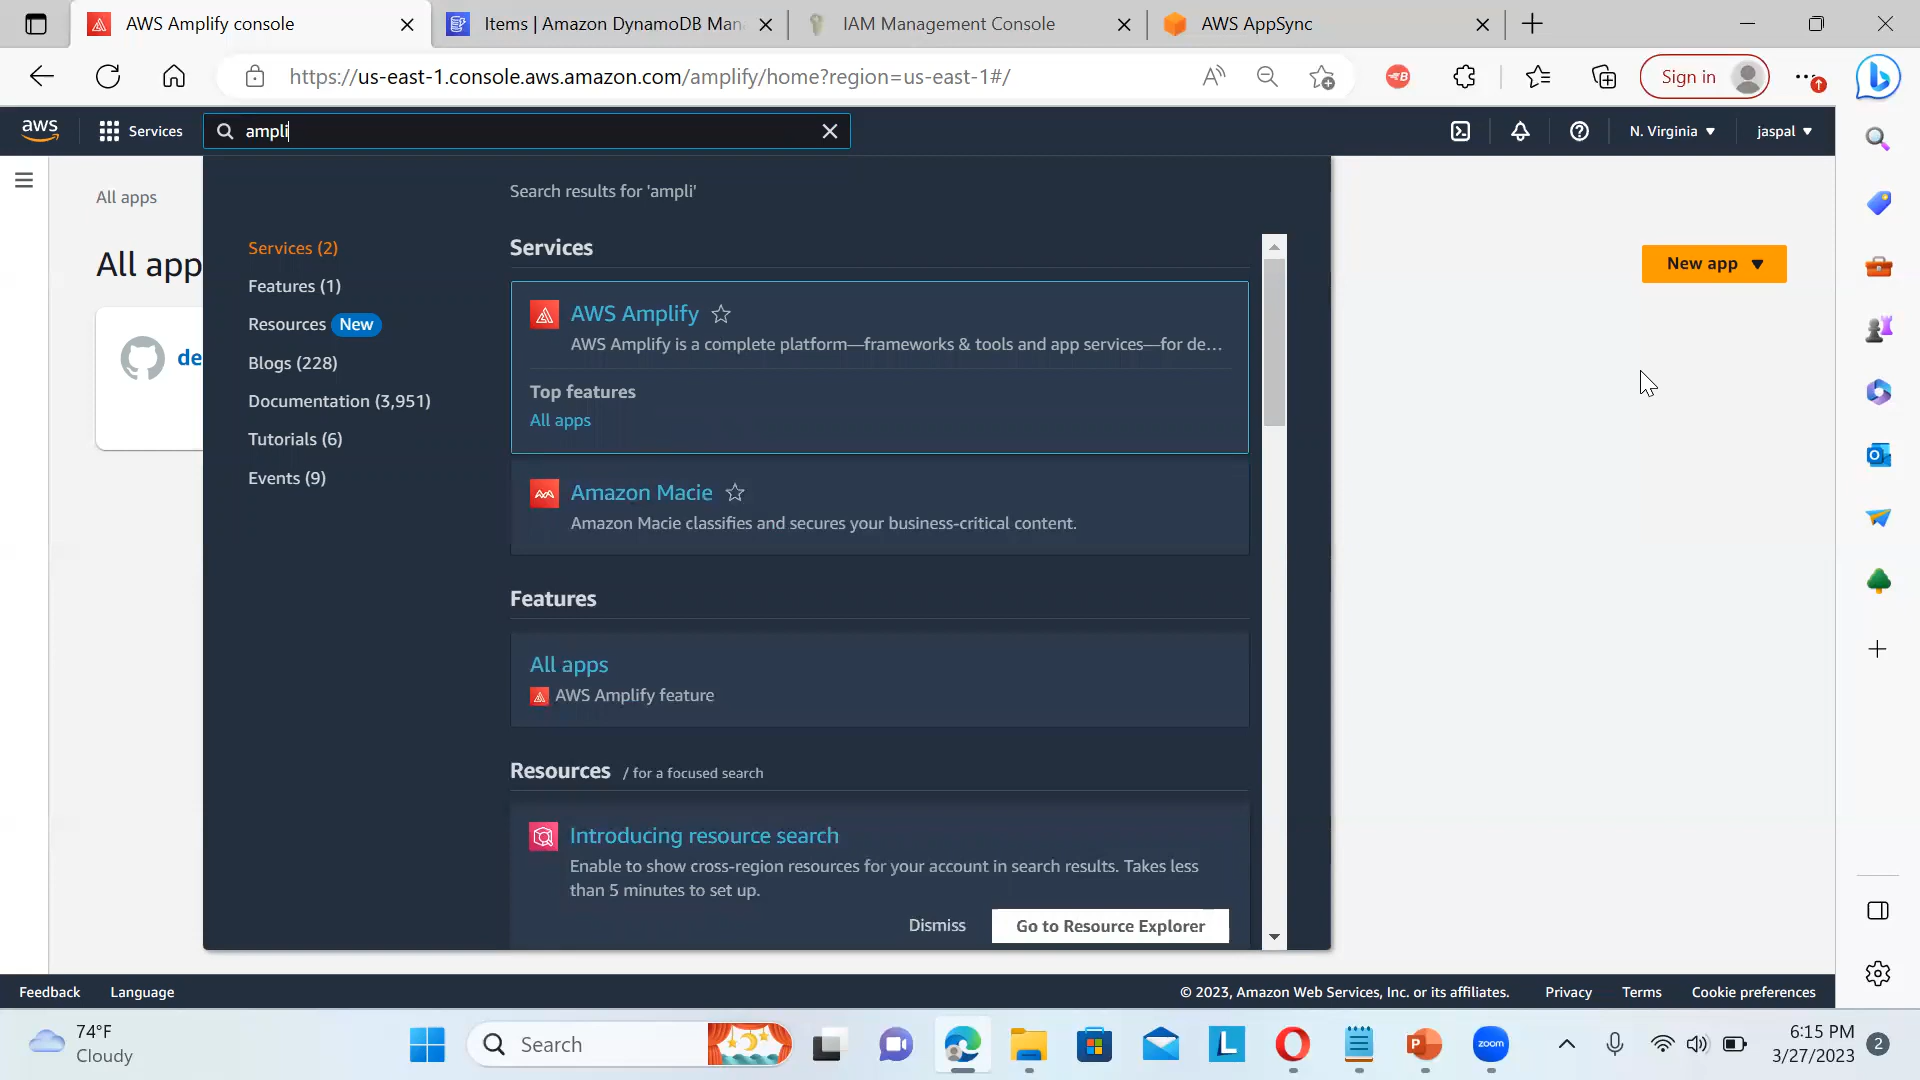 AWS Amplify console
Items | Amazon DynamoDB Man
IAM Management Console
AWS AppSync
https://us-east-1.console.aws.amazon.com/amplify/home?region=us-east-1#/
Sign in
aws
Services
ampli
N. Virginia
jaspal
All apps
All app
New app
de
Search results for 'ampli'
Services (2)
Features (1)
Resources New
Blogs (228)
Documentation (3,951)
Tutorials (6)
Events (9)
Services
AWS Amplify
AWS Amplify is a complete platform—frameworks & tools and app services—for de...
Top features
All apps
Amazon Macie
Amazon Macie classifies and secures your business-critical content.
Features
All apps
AWS Amplify feature
Resources / for a focused search
Introducing resource search
Enable to show cross-region resources for your account in search results. Takes less
than 5 minutes to set up.
Dismiss
Go to Resource Explorer
Feedback
Language
© 2023, Amazon Web Services, Inc. or its affiliates.
Privacy
Terms
Cookie preferences
74°F
Cloudy
Search
zoom
6:15 PM
3/27/2023
2